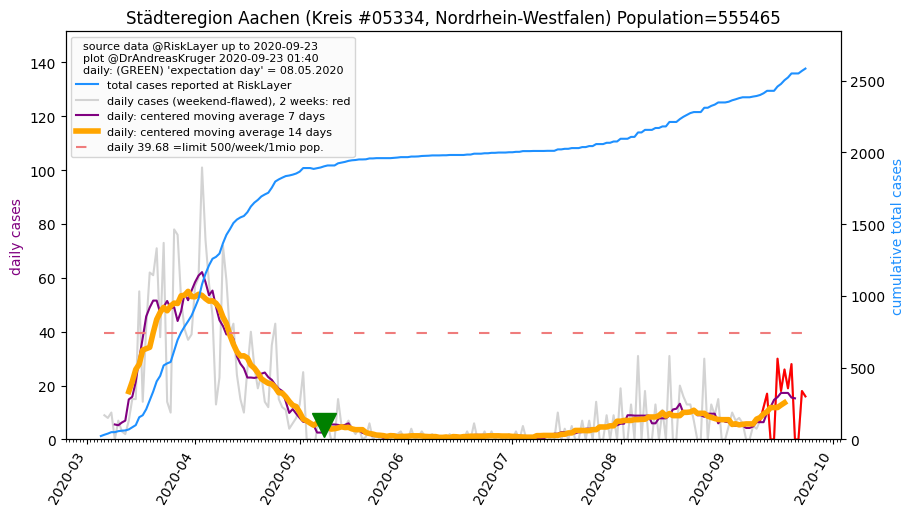 Städteregion Aachen (Kreis #05334, Nordrhein-Westfalen) Population=555465
source data @RiskLayer up to 2020-09-23
plot @DrAndreasKruger 2020-09-23 01:40
daily: (GREEN) 'expectation day' = 08.05.2020
total cases reported at RiskLayer
daily cases (weekend-flawed), 2 weeks: red
daily: centered moving average 7 days
daily: centered moving average 14 days
daily 39.68 =limit 500/week/1mio pop.
daily cases
140
120
100
80
60
40
20
0
cumulative total cases
2500
2000
1500
1000
500
0
2020-03
2020-04
2020-05
2020-06
2020-07
2020-08
2020-09
2020-10